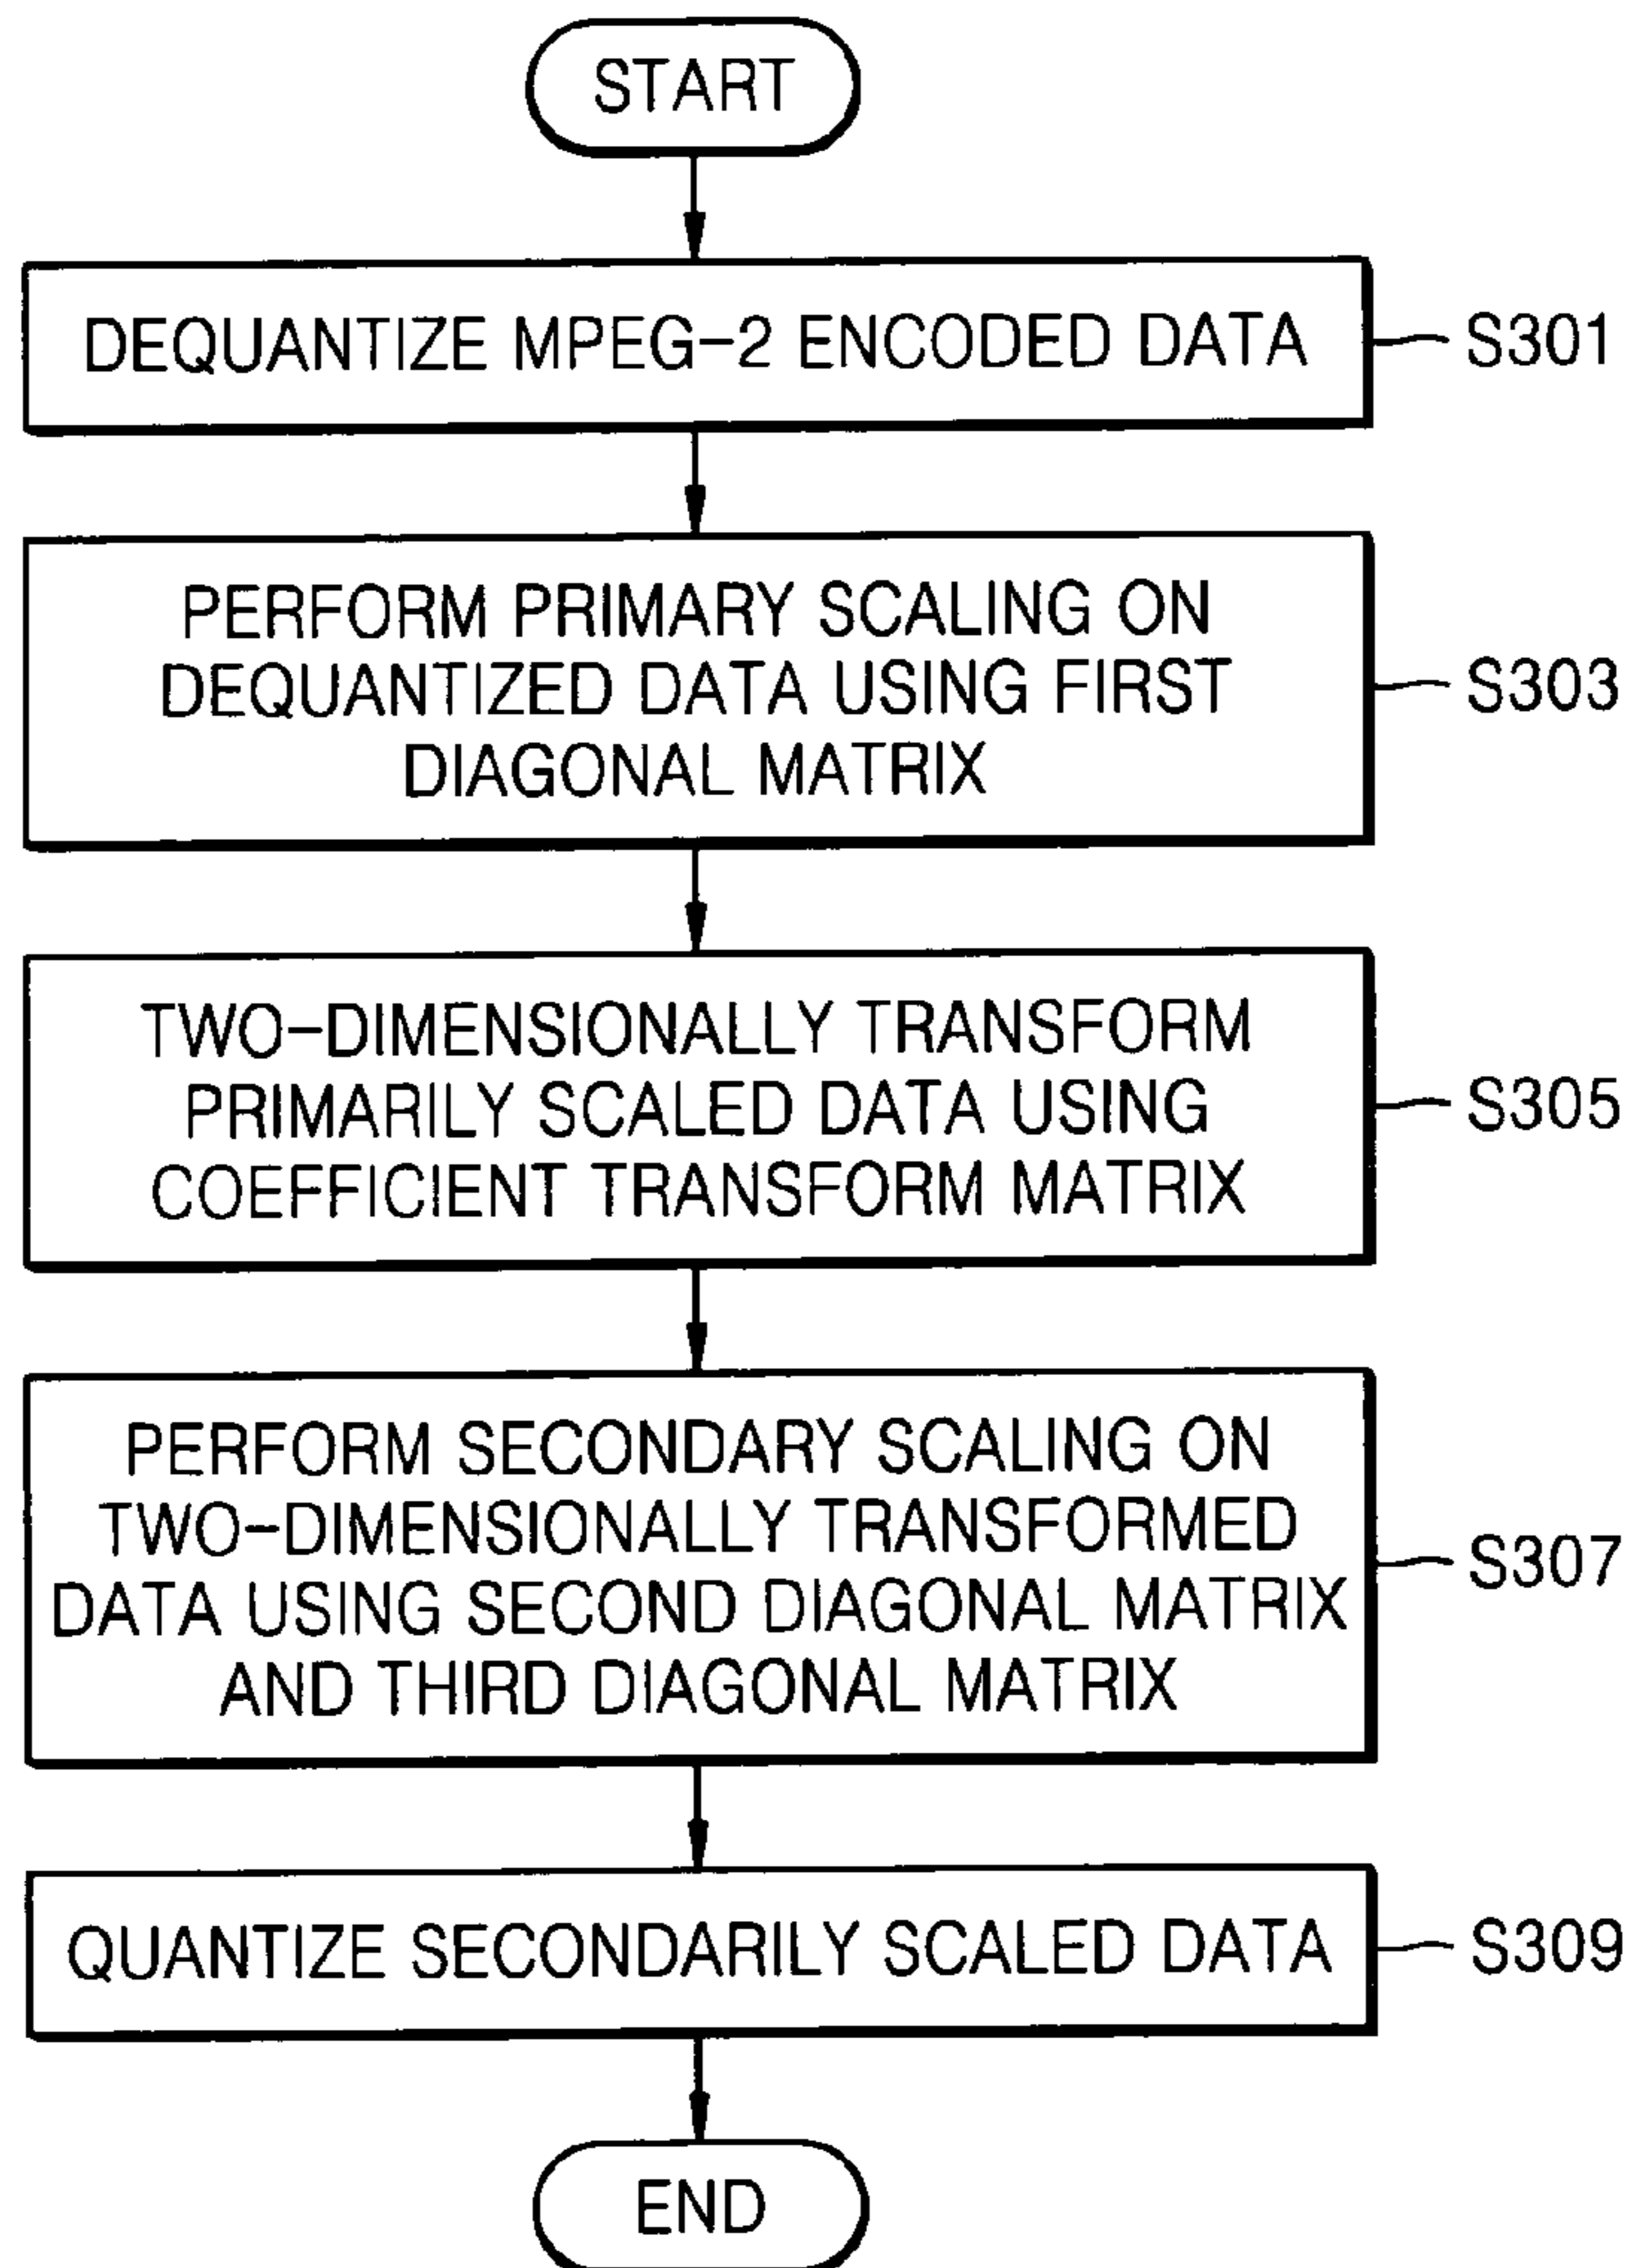 START
DEQUANTIZE MPEG-2 ENCODED DATA
S301
PERFORM PRIMARY SCALING ON
DEQUANTIZED DATA USING FIRST
DIAGONAL MATRIX
S303
TWO-DIMENSIONALLY TRANSFORM
PRIMARILY SCALED DATA USING
COEFFICIENT TRANSFORM MATRIX
S305
PERFORM SECONDARY SCALING ON
TWO-DIMENSIONALLY TRANSFORMED
DATA USING SECOND DIAGONAL MATRIX
AND THIRD DIAGONAL MATRIX
S307
QUANTIZE SECONDARILY SCALED DATA
S309
END